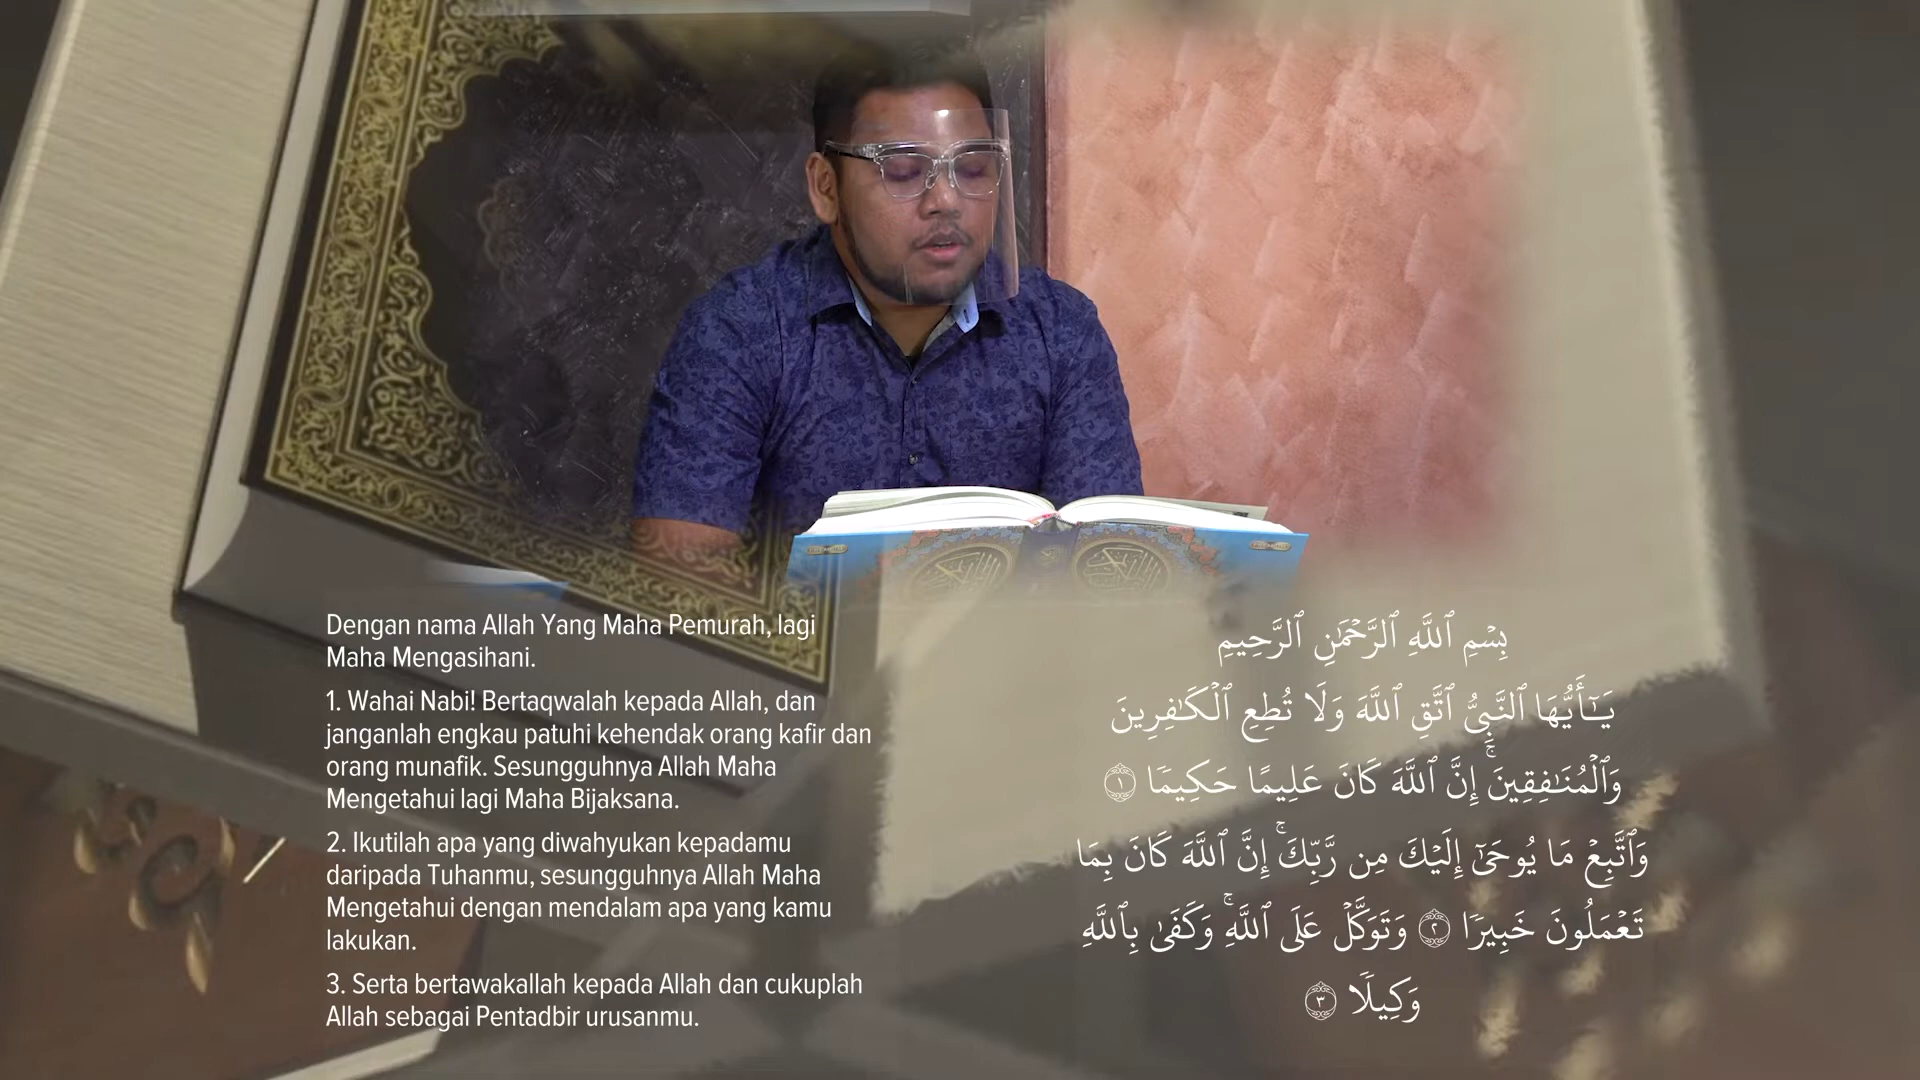 Dengan nama Allah Yang Maha Pemurah, lagi
Maha Mengasihani.
1. Wahai Nabi! Bertaqwalah kepada Allah, dan
janganlah engkau patuhi kehendak orang kafir dan
orang munafik. Sesungguhnya Allah Maha
Mengetahui lagi Maha Bijaksana.
2. Ikutilah apa yang diwahyukan kepadamu
daripada Tuhanmu, sesungguhnya Allah Maha
Mengetahui dengan mendalam apa yang kamu
lakukan.
3. Serta bertawakallah kepada Allah dan cukuplah
Allah sebagai Pentadbir urusanmu.
بِسْمِ ٱللَّهِ ٱلرَّحْمَٰنِ ٱلرَّحِيمِ
يَٰٓأَيُّهَا ٱلنَّبِىُّ ٱتَّقِ ٱللَّهَ وَلَا تُطِعِ ٱلْكَٰفِرِينَ
وَٱلْمُنَٰفِقِينَ ۚ إِنَّ ٱللَّهَ كَانَ عَلِيمًا حَكِيمًا ١
وَٱتَّبِعْ مَا يُوحَىٰٓ إِلَيْكَ مِن رَّبِّكَ ۚ إِنَّ ٱللَّهَ كَانَ بِمَا
تَعْمَلُونَ خَبِيرًا ٢ وَتَوَكَّلْ عَلَى ٱللَّهِ ۚ وَكَفَىٰ بِٱللَّهِ
وَكِيلًا ٣